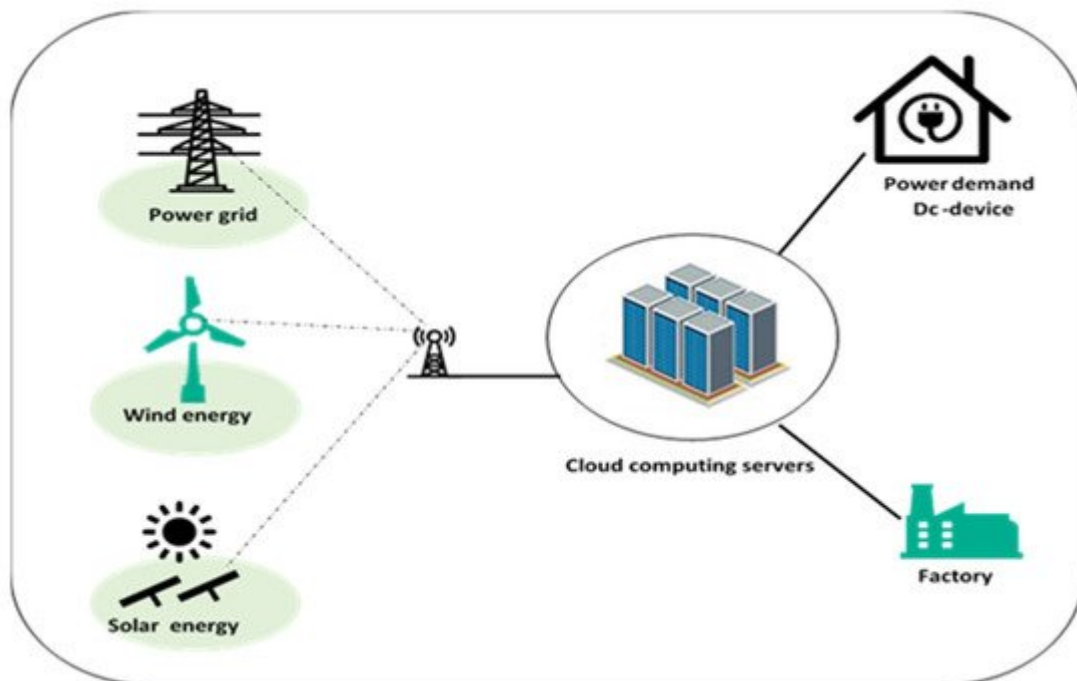 Power grid
Wind energy
Solar energy
Cloud computing servers
Power demand
Dc-device
Factory